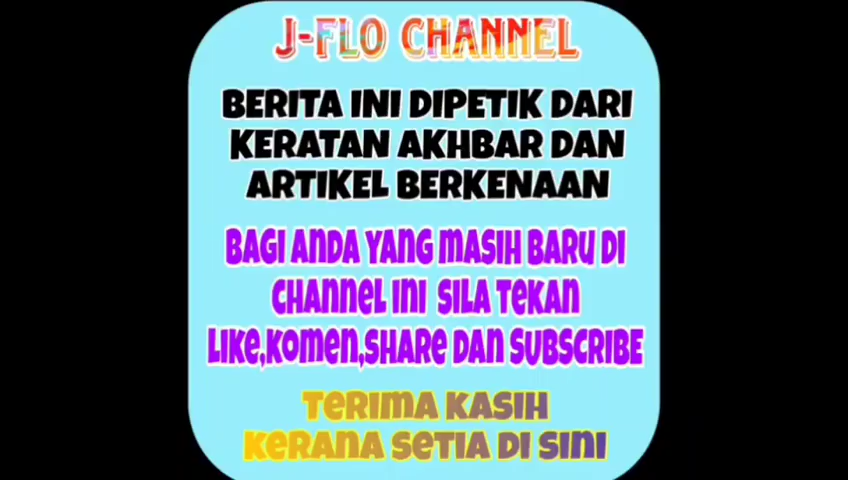 J-FLO CHANNEL
BERITA INI DIPETIK DARI
KERATAN AKHBAR DAN
ARTIKEL BERKENAAN
BAGI ANDA YANG MASIH BARU DI
CHANNEL INI SILA TEKAN
LIKE,KOMEN,SHARE DAN SUBSCRIBE
TERIMA KASIH
KERANA SETIA DI SINI